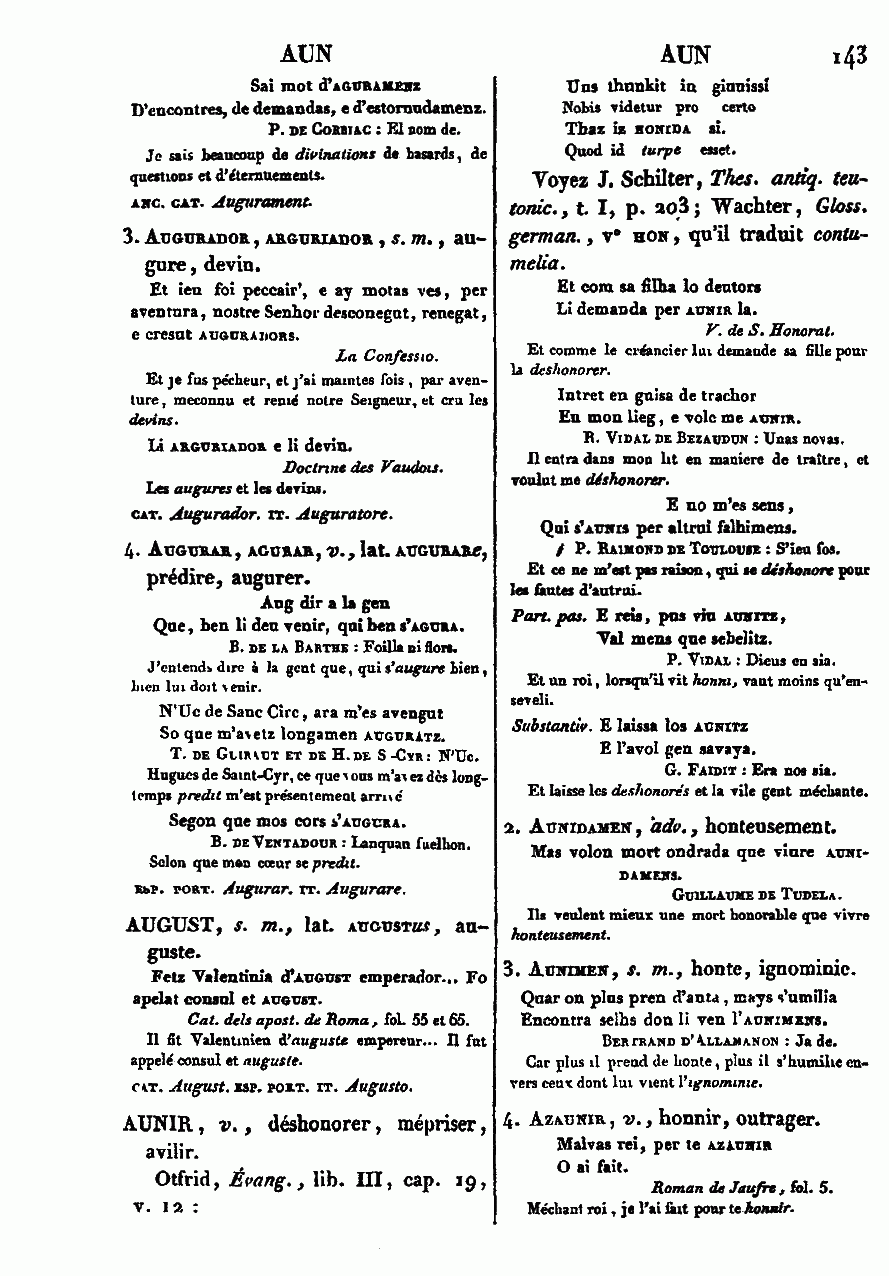 AUN
AUN 143
Sai mot d'AGURAMENZ
D'encontres, de demandas, e d'estornudamenz.
P. DE CORBIAC : El nom de.
Je sais beaucoup de divinations de hasards, de
questions et d'éternuements.
ANC. CAT. Augurament.
3. AUGURADOR, ARGURIADOR, s. m., au-
gure, devin.
Et ieu foi peccair', e ay motas ves, per
aventura, nostre Senhor desconegut, renegat,
e cresut AUGURADORS.
La Confessio.
Et je fus pécheur, et j'ai maintes fois, par aven-
ture, meconnu et renié notre Seigneur, et cru les
devins.
Li ARGURIADOR e li devin.
Doctrine des Vaudois.
Les augures et les devins.
CAT. Augurador. IT. Auguratore.
4. AUGURAR, AGURAR, v., lat. AUGURARe,
prédire, augurer.
Aug dir a la gen
Que, ben li deu venir, qui ben s'AGURA.
B. DE LA BARTHE : Foilla ni flors.
J'entends dire à la gent que, qui s'augure bien,
bien lui doit venir.
N'Uc de Sanc Circ, ara m'es avengut
So que m'avetz longamen AUGURATZ.
T. DE GUIRAUT ET DE H. DE S.-CYR : N'Uc.
Hugues de Saint-Cyr, ce que vous m'avez dès long-
temps predit m'est présentement arrivé
Segon que mos cors s'AUGURA.
B. DE VENTADOUR : Lanquan fuelhon.
Selon que mon cœur se predit.
ESP. PORT. Augurar. IT. Augurare.
AUGUST, s. m., lat. AUGUSTus, au-
guste.
Fetz Valentinia d'AUGUST emperador... Fo
apelat consul et AUGUST.
Cat. dels apost. de Roma, fol. 55 et 65.
Il fit Valentinien d'auguste empereur... Il fut
appelé consul et auguste.
CAT. August. ESP. PORT. IT. Augusto.
AUNIR, v., déshonorer, mépriser,
avilir.
Otfrid, Évang., lib. III, cap. 19,
v. 12 :
Uns thunkit in giuuissi
Nobis videtur pro certo
Thaz iz HONIDA si.
Quod id turpe esset.
Voyez J. Schilter, Thes. antiq. teu-
tonic., t. I, p. 203; Wachter, Gloss.
german., v° HON, qu'il traduit contu-
melia.
Et com sa filha lo deutors
Li demanda per AUNIR la.
V. de S. Honorat.
Et comme le créancier lui demande sa fille pour
la deshonorer.
Intret en guisa de trachor
En mon lieg, e volc me AUNIR.
R. VIDAL DE BEZAUDUN : Unas novas.
Il entra dans mon lit en maniere de traître, et
voulut me déshonorer.
E no m'es sens,
Qui s'AUNIS per altrui falhimens.
P. RAIMOND DE TOULOUSE : S'ieu fos.
Et ce ne m'est pas raison, qui se déshonore pour
les fautes d'autrui.
Part. pas. E reis, pus viu AUNITZ,
Val mens que sebelitz.
P. VIDAL : Dieus en sia.
Et un roi, lorsqu'il vit honni, vaut moins qu'en-
seveli.
Substantiv. E laissa los AUNITZ
E l'avol gen savaya.
G. FAIDIT : Era nos sia.
Et laisse les deshonorés et la vile gent méchante.
2. AUNIDAMEN, adv., honteusement.
Mas volon mort ondrada que viure AUNI-
DAMENS.
GUILLAUME DE TUDELA.
Ils veulent mieux une mort honorable que vivre
honteusement.
3. AUNIMEN, s. m., honte, ignominie.
Quar on plus pren d'anta, mays s'umilia
Encontra selhs don li ven l'AUNIMENS.
BERTRAND D'ALLAMANON : Ja de.
Car plus il prend de honte, plus il s'humilie en-
vers ceux dont lui vient l'ignominie.
4. AZAUNIR, v., honnir, outrager.
Malvas rei, per te AZAUNIR
O ai fait.
Roman de Jaufre, fol. 5.
Méchant roi, je l'ai fait pour te honnir.